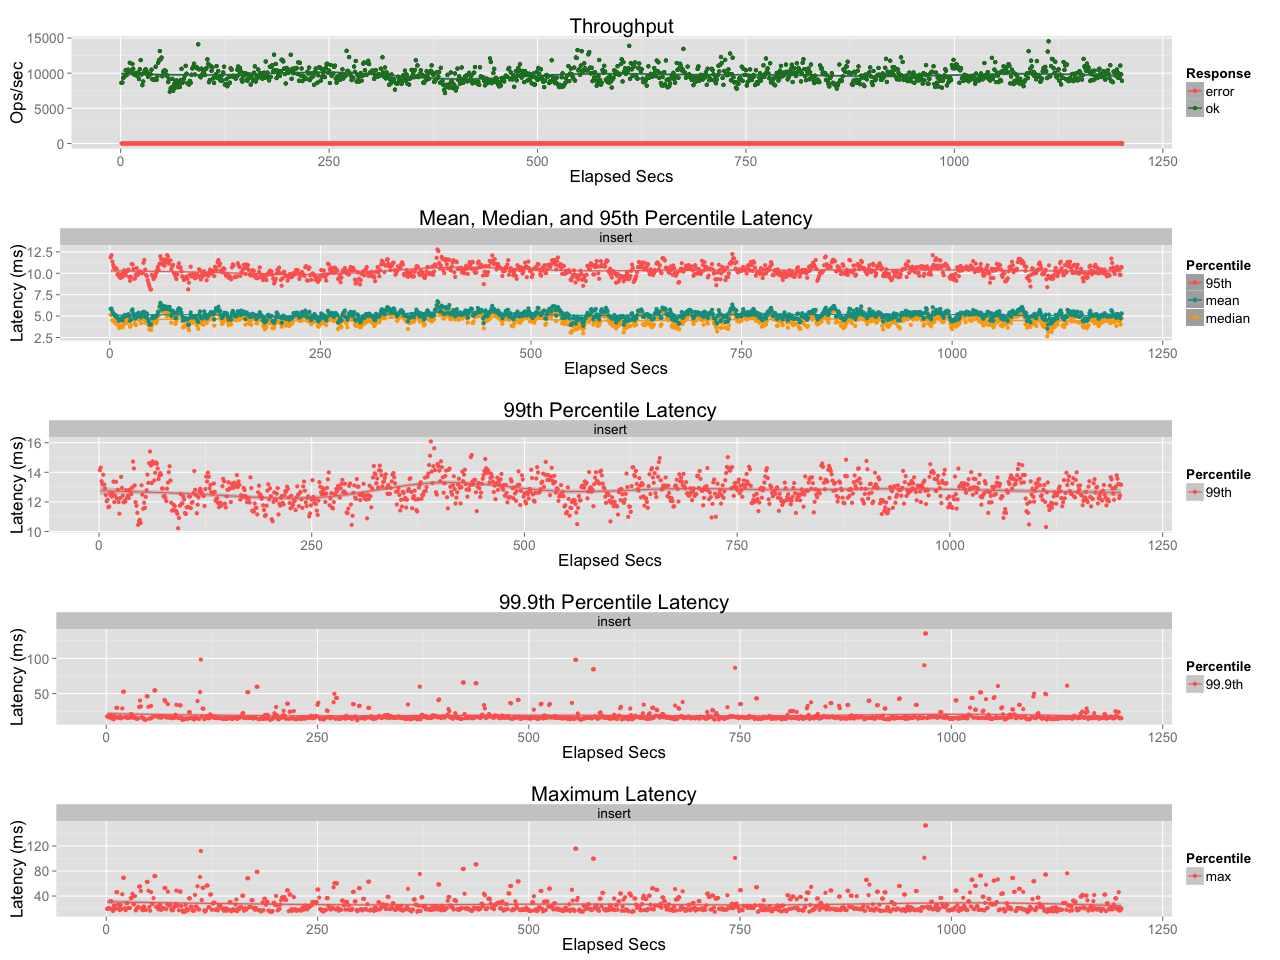 Throughput
Ops/sec
15000
10000
5000
0
0 250 500 750 1000 1250
Elapsed Secs
Response
error
ok
Mean, Median, and 95th Percentile Latency
insert
Latency (ms)
12.5
10.0
7.5
5.0
2.5
0 250 500 750 1000 1250
Elapsed Secs
Percentile
95th
mean
median
99th Percentile Latency
insert
Latency (ms)
16
14
12
10
0 250 500 750 1000 1250
Elapsed Secs
Percentile
99th
99.9th Percentile Latency
insert
Latency (ms)
100
50
0 250 500 750 1000 1250
Elapsed Secs
Percentile
99.9th
Maximum Latency
insert
Latency (ms)
120
80
40
0 250 500 750 1000 1250
Elapsed Secs
Percentile
max